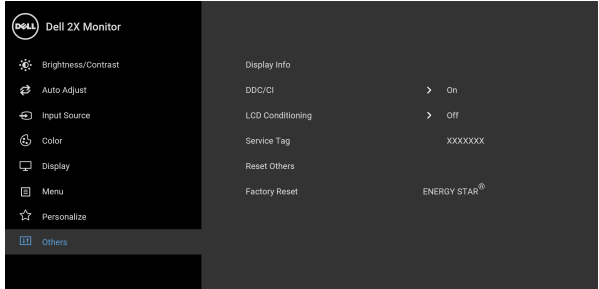 DELL Dell 2X Monitor
Brightness/Contrast
Auto Adjust
Input Source
Color
Display
Menu
Personalize
Others
Display Info
DDC/CI > On
LCD Conditioning > Off
Service Tag XXXXXXX
Reset Others
Factory Reset ENERGY STAR®